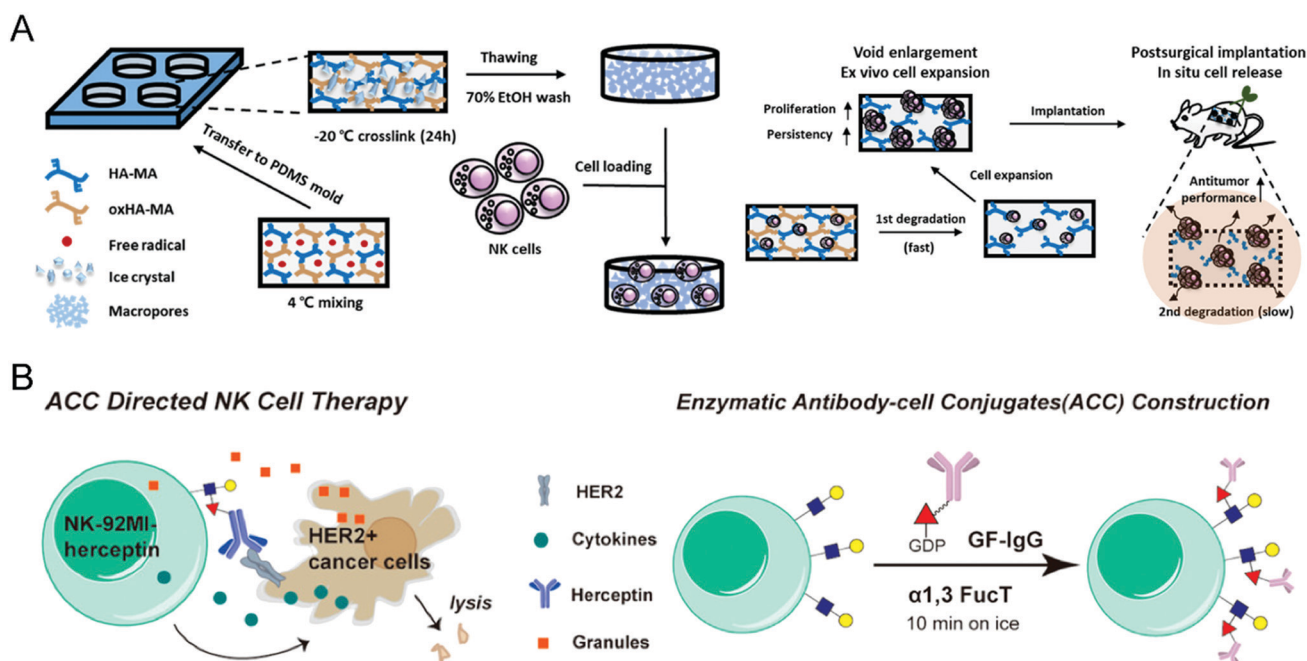 A
HA-MA
oxHA-MA
Free radical
Ice crystal
Macropores
Transfer to PDMS mold
4 ℃ mixing
-20 ℃ crosslink (24h)
Thawing
70% EtOH wash
NK cells
Cell loading
1st degradation
(fast)
Cell expansion
Void enlargement
Ex vivo cell expansion
Proliferation ↑
Persistency ↑
Implantation
Postsurgical implantation
In situ cell release
Antitumor ↑
performance
2nd degradation (slow)
B
ACC Directed NK Cell Therapy
NK-92MI-
herceptin
HER2+
cancer cells
lysis
HER2
Cytokines
Herceptin
Granules
Enzymatic Antibody-cell Conjugates(ACC) Construction
GDP
GF-IgG
α1,3 FucT
10 min on ice